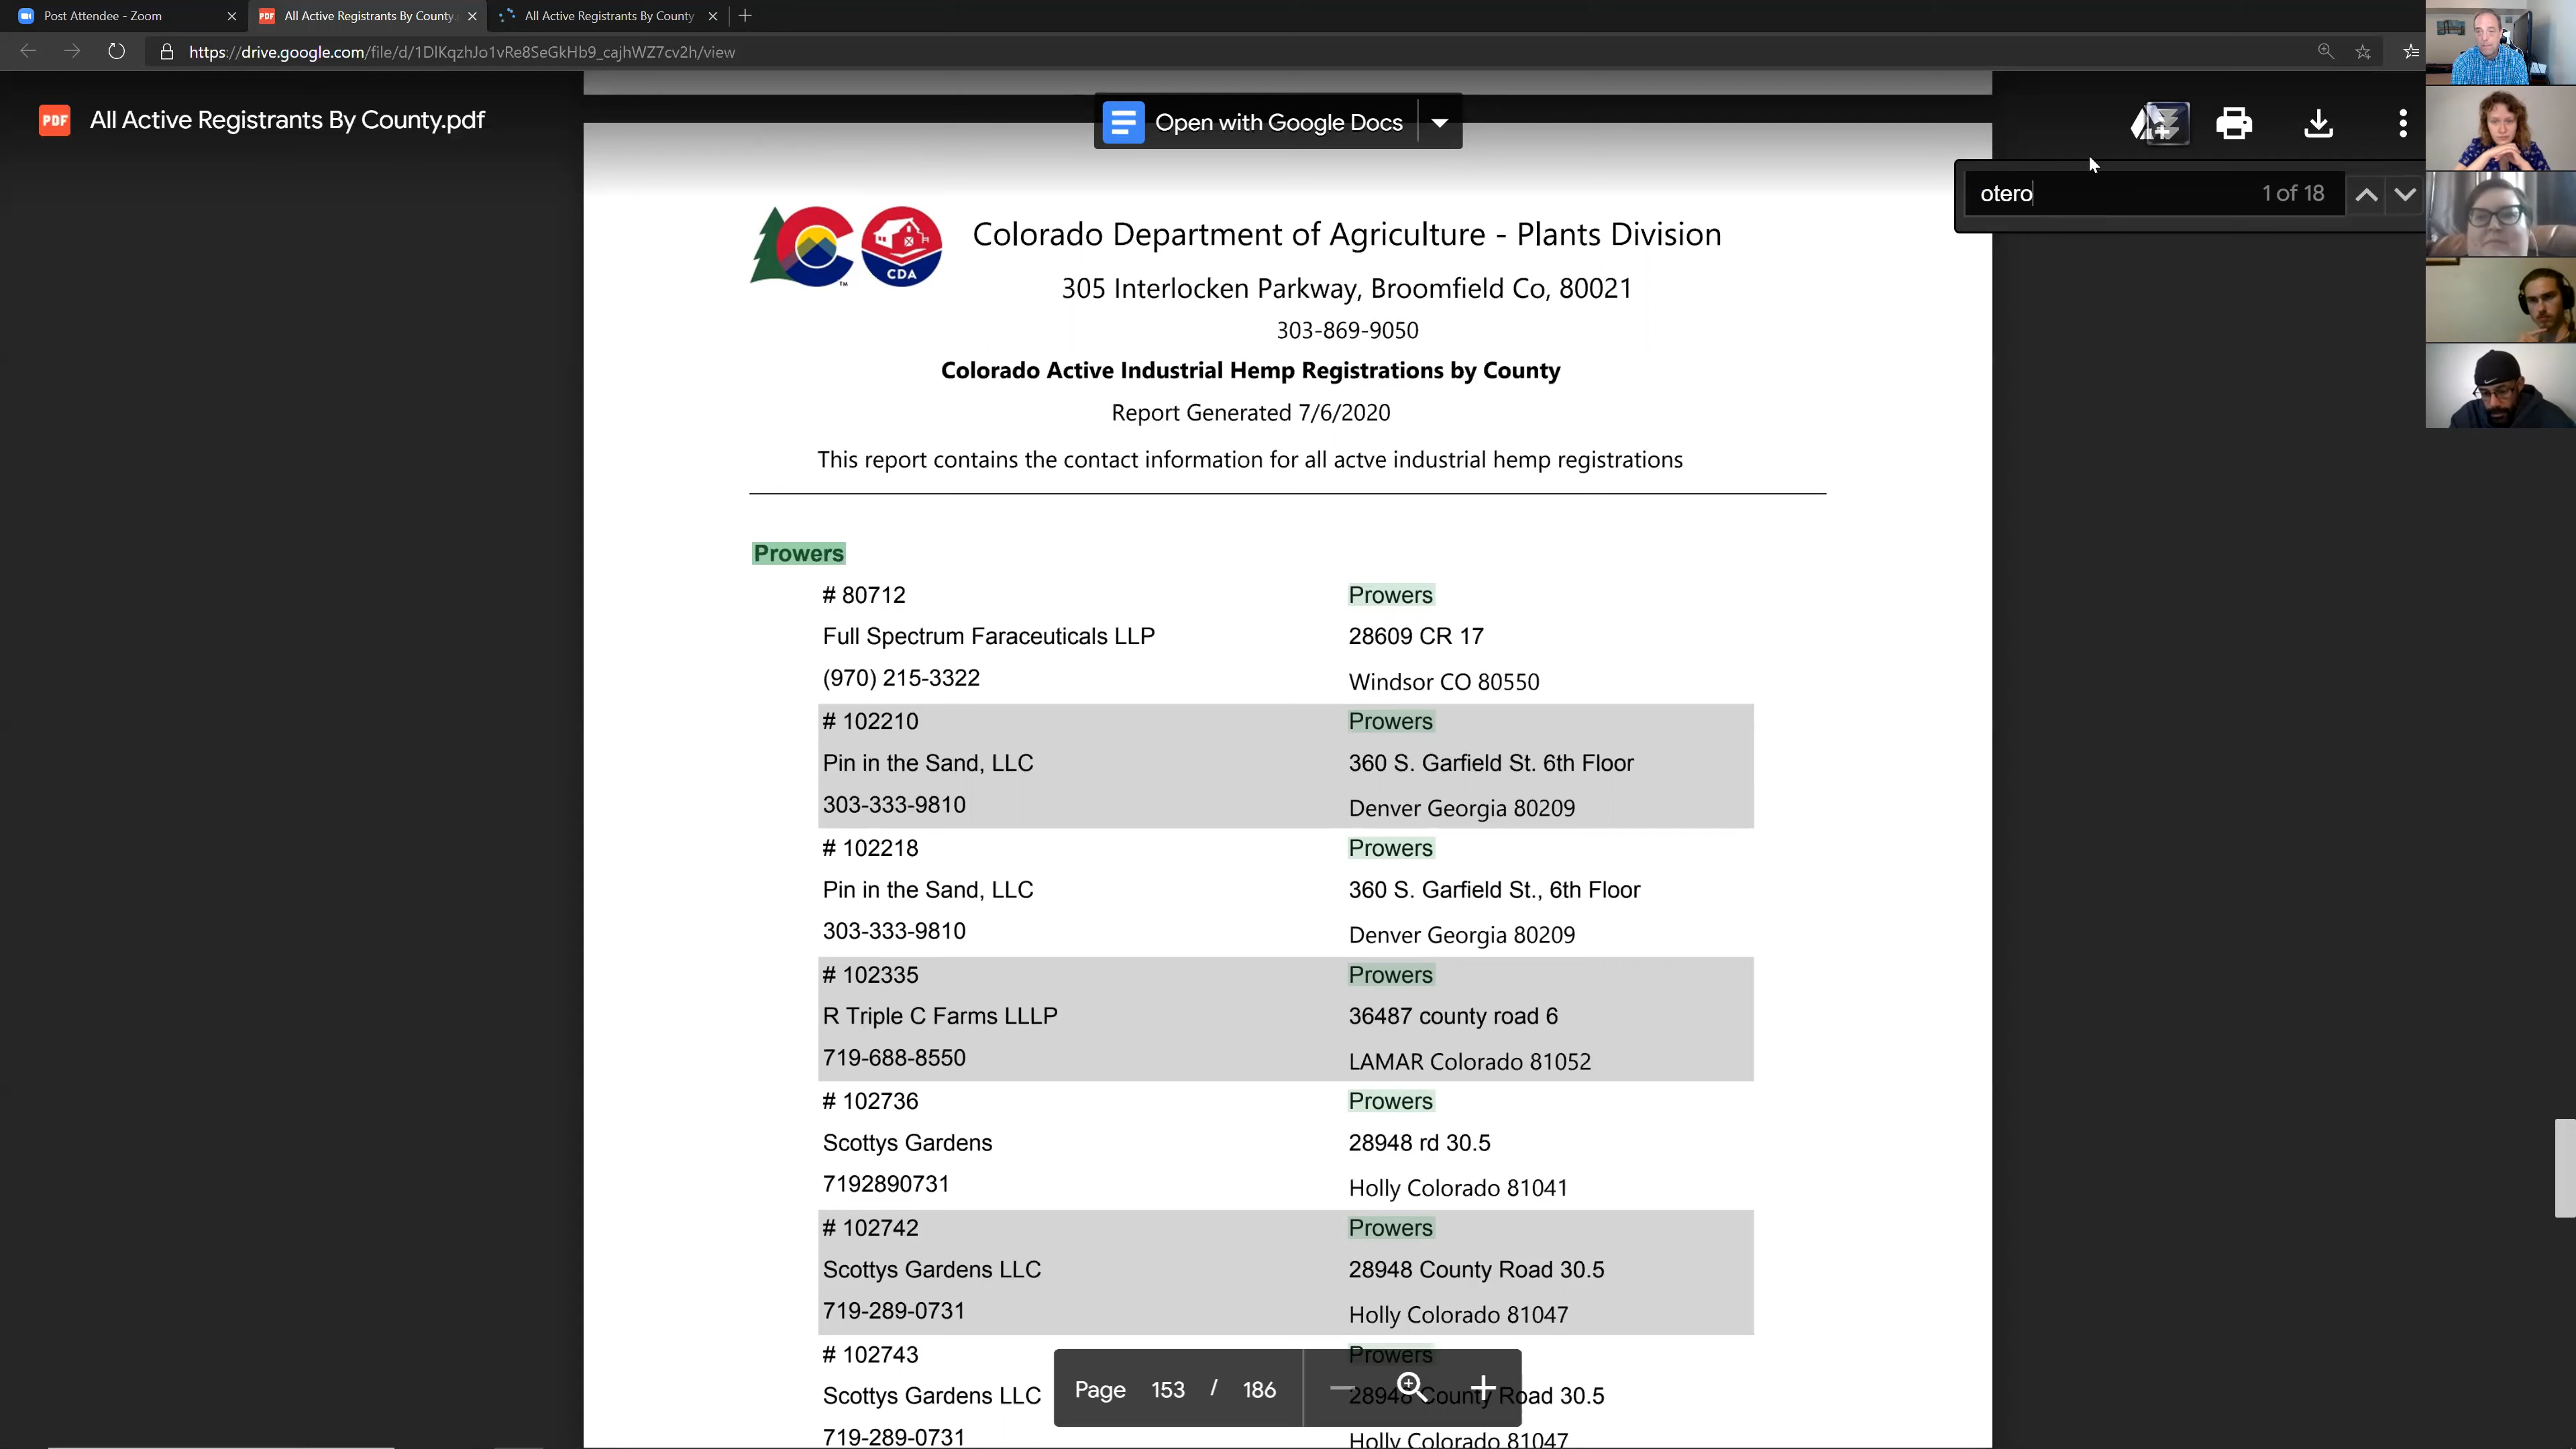 Post Attendee - Zoom
All Active Registrants By County.
All Active Registrants By County
https://drive.google.com/file/d/1DlKqzhJo1vRe8SeGkHb9_cajhWZ7cv2h/view
PDF All Active Registrants By County.pdf
Open with Google Docs
otero 1 of 18
CDA
TM
Colorado Department of Agriculture - Plants Division
305 Interlocken Parkway, Broomfield Co, 80021
303-869-9050
Colorado Active Industrial Hemp Registrations by County
Report Generated 7/6/2020
This report contains the contact information for all actve industrial hemp registrations
Prowers
# 80712 Prowers
Full Spectrum Faraceuticals LLP 28609 CR 17
(970) 215-3322 Windsor CO 80550
# 102210 Prowers
Pin in the Sand, LLC 360 S. Garfield St. 6th Floor
303-333-9810 Denver Georgia 80209
# 102218 Prowers
Pin in the Sand, LLC 360 S. Garfield St., 6th Floor
303-333-9810 Denver Georgia 80209
# 102335 Prowers
R Triple C Farms LLLP 36487 county road 6
719-688-8550 LAMAR Colorado 81052
# 102736 Prowers
Scottys Gardens 28948 rd 30.5
7192890731 Holly Colorado 81041
# 102742 Prowers
Scottys Gardens LLC 28948 County Road 30.5
719-289-0731 Holly Colorado 81047
# 102743 Prowers
Scottys Gardens LLC 28948 County Road 30.5
719-289-0731 Holly Colorado 81047
Page 153 / 186